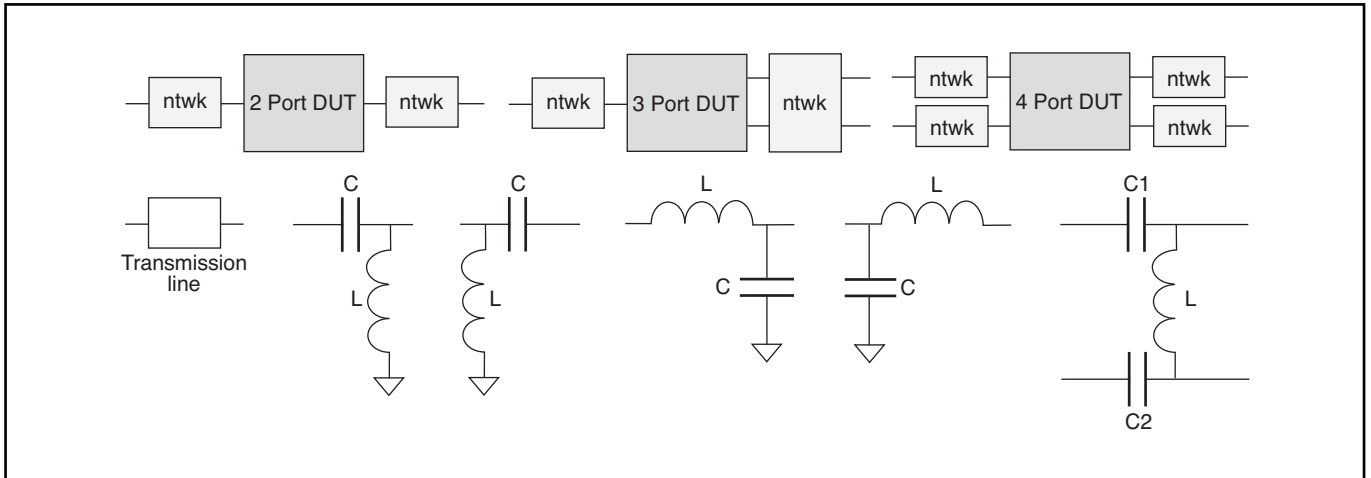 ntwk
2 Port DUT
ntwk
ntwk
3 Port DUT
ntwk
ntwk
ntwk
4 Port DUT
ntwk
ntwk
Transmission
line
C
L
C
L
L
C
L
C
C1
L
C2